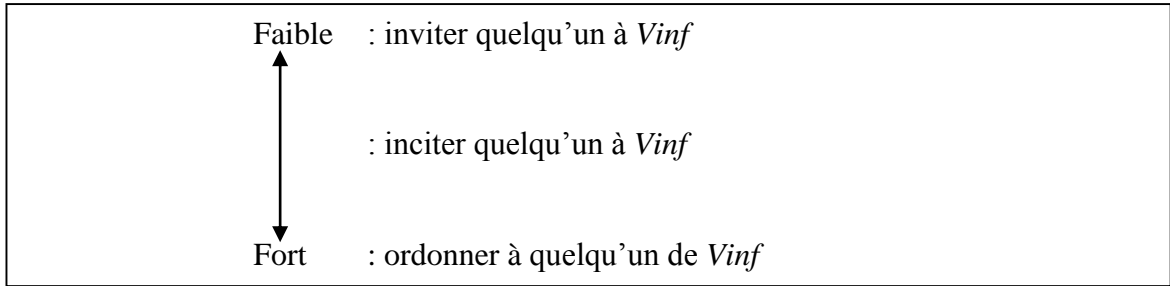 Faible : inviter quelqu’un à Vinf
: inciter quelqu’un à Vinf
Fort : ordonner à quelqu’un de Vinf